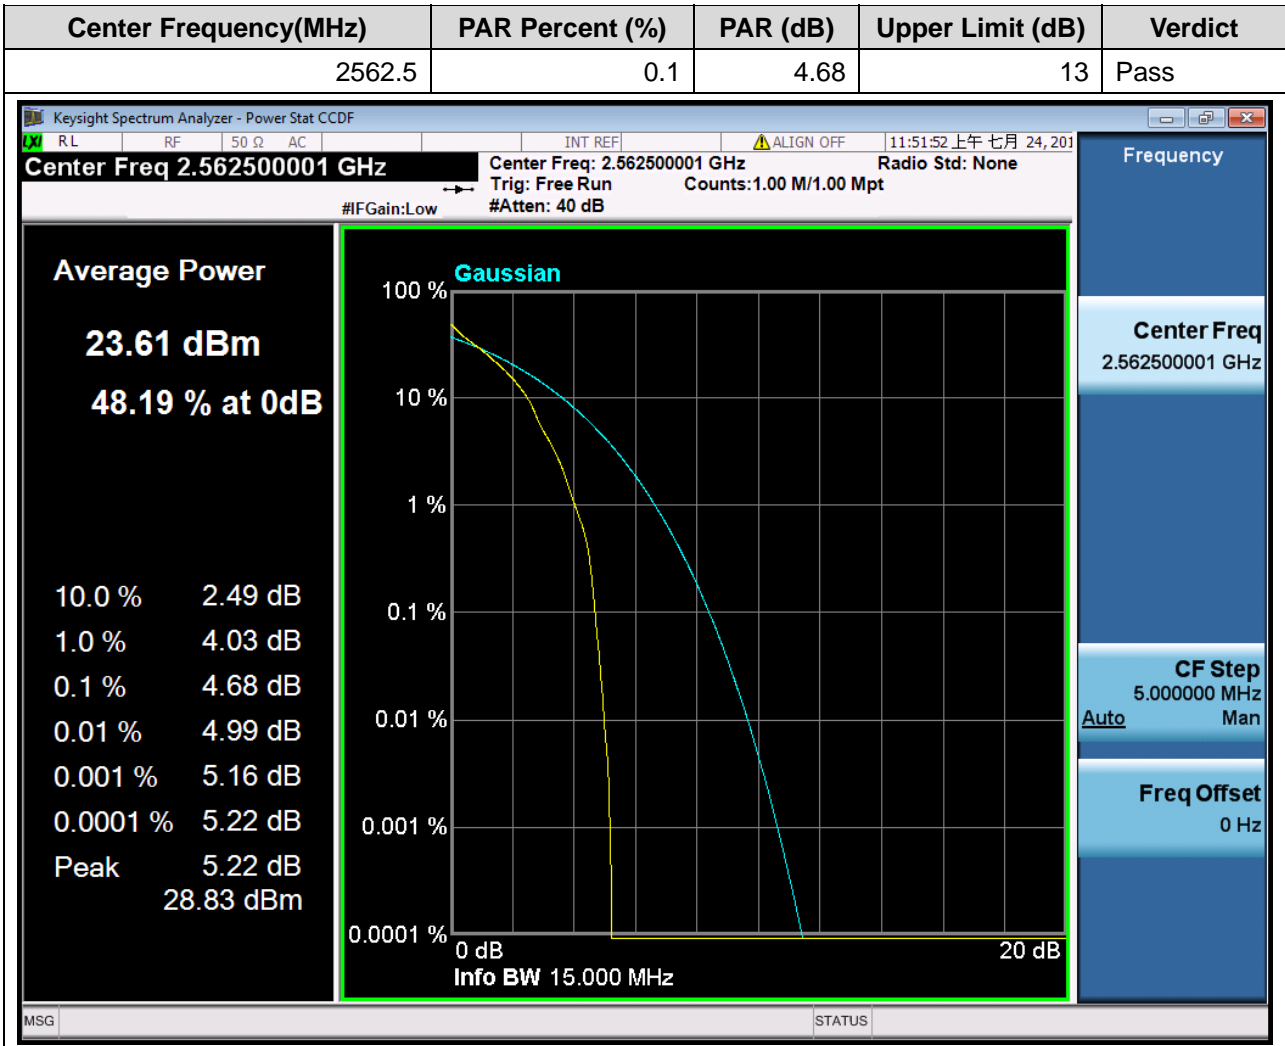 Center Frequency(MHz) PAR Percent (%) PAR (dB) Upper Limit (dB) Verdict
2562.5 0.1 4.68 13 Pass
Keysight Spectrum Analyzer - Power Stat CCDF
LXI RL RF 50 Ω AC INT REF ALIGN OFF 11:51:52 上午 七月 24, 201
Center Freq 2.562500001 GHz
Center Freq: 2.562500001 GHz Radio Std: None
Trig: Free Run Counts:1.00 M/1.00 Mpt
#IFGain:Low #Atten: 40 dB
Frequency
Average Power
23.61 dBm
48.19 % at 0dB
10.0 % 2.49 dB
1.0 % 4.03 dB
0.1 % 4.68 dB
0.01 % 4.99 dB
0.001 % 5.16 dB
0.0001 % 5.22 dB
Peak 5.22 dB
28.83 dBm
Gaussian
100 %
10 %
1 %
0.1 %
0.01 %
0.001 %
0.0001 %
0 dB 20 dB
Info BW 15.000 MHz
Center Freq
2.562500001 GHz
CF Step
5.000000 MHz
Auto Man
Freq Offset
0 Hz
MSG STATUS